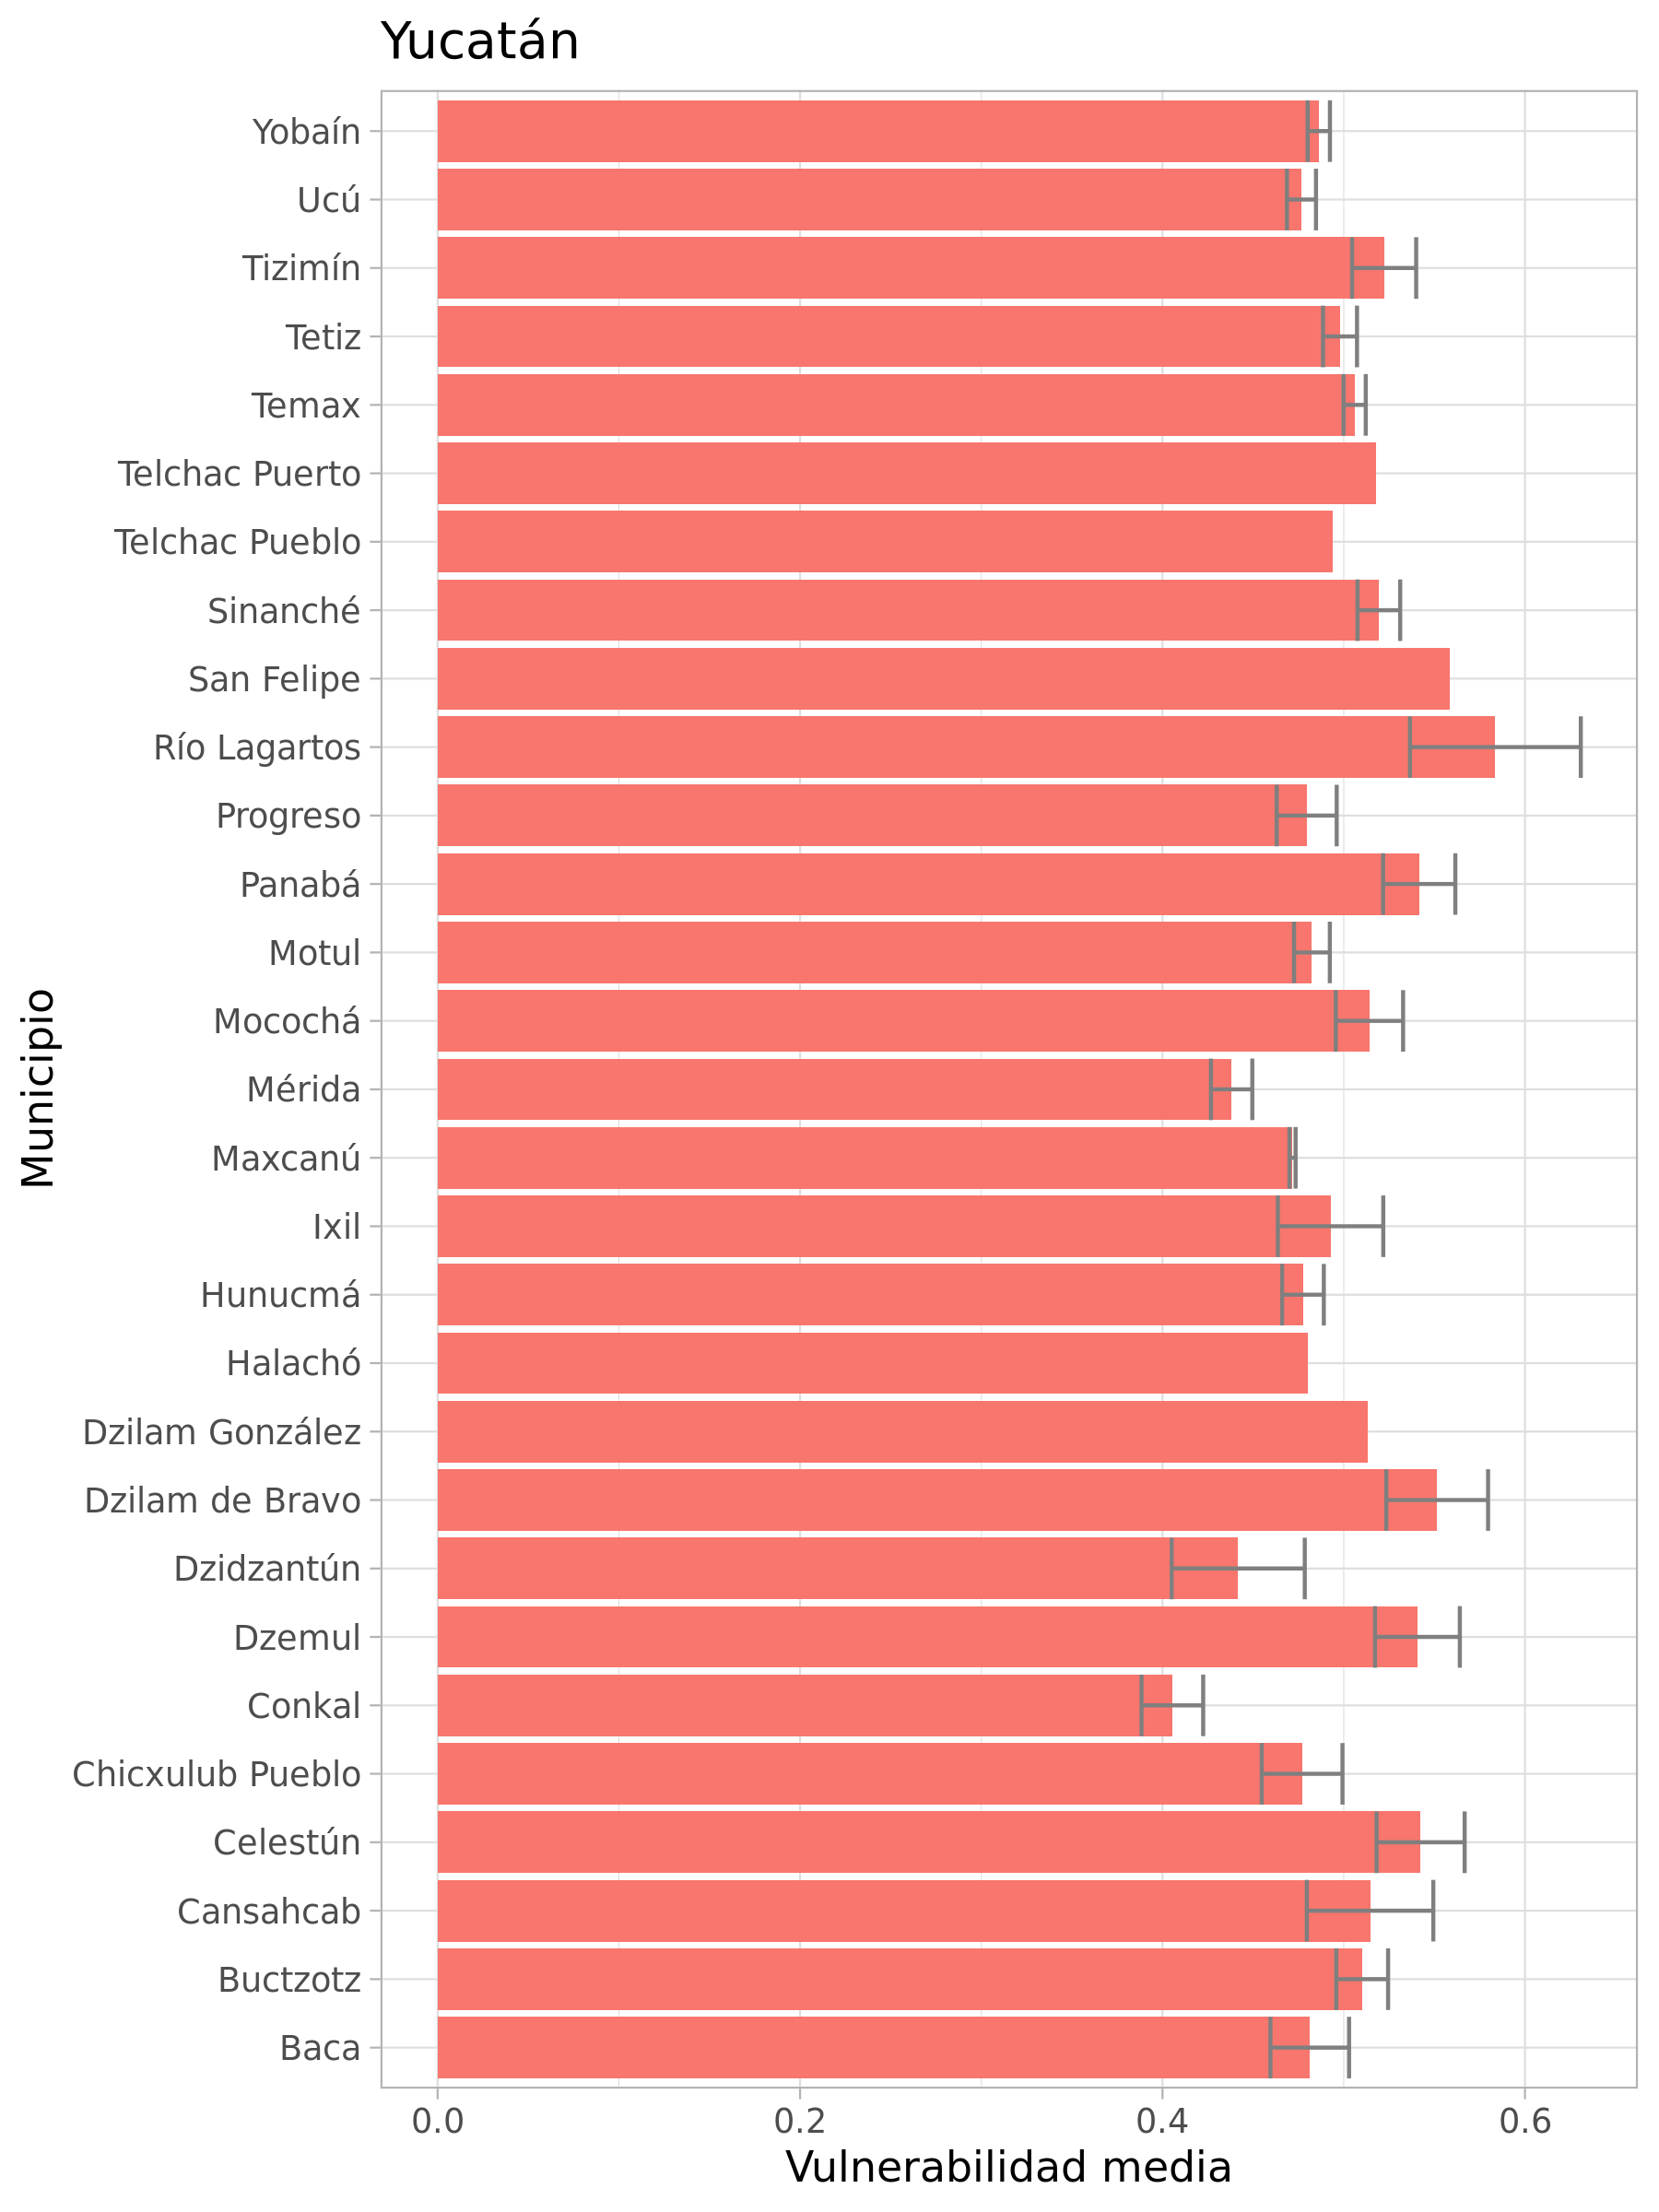 Yucatán
Yobaín
Ucú
Tizimín
Tetiz
Temax
Telchac Puerto
Telchac Pueblo
Sinanché
San Felipe
Río Lagartos
Progreso
Panabá
Motul
Mocochá
Mérida
Maxcanú
Ixil
Hunucmá
Halachó
Dzilam González
Dzilam de Bravo
Dzidzantún
Dzemul
Conkal
Chicxulub Pueblo
Celestún
Cansahcab
Buctzotz
Baca
Municipio
0.0 0.2 0.4 0.6
Vulnerabilidad media